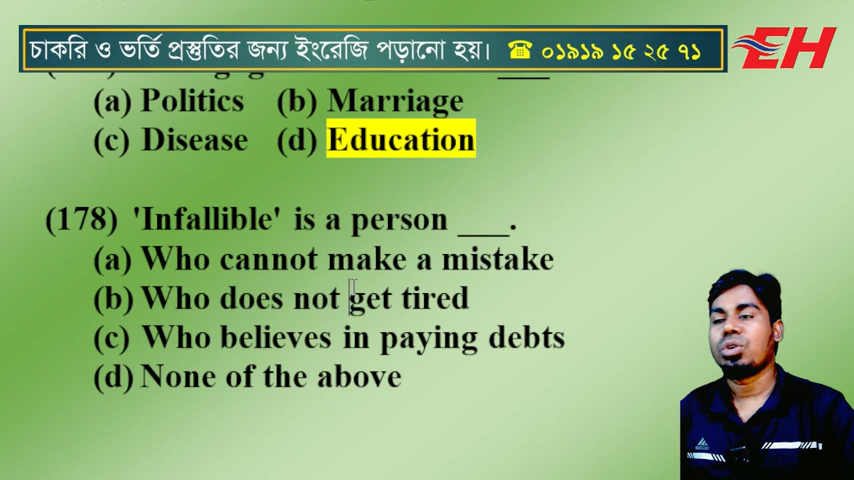 চাকরি ও ভর্তি প্রস্তুতির জন্য ইংরেজি পড়ানো হয়। ☎ ০১৯১৯ ১৫ ২৫ ৭১
EH
(a) Politics (b) Marriage
(c) Disease (d) Education
(178) 'Infallible' is a person ___.
(a) Who cannot make a mistake
(b) Who does not get tired
(c) Who believes in paying debts
(d) None of the above